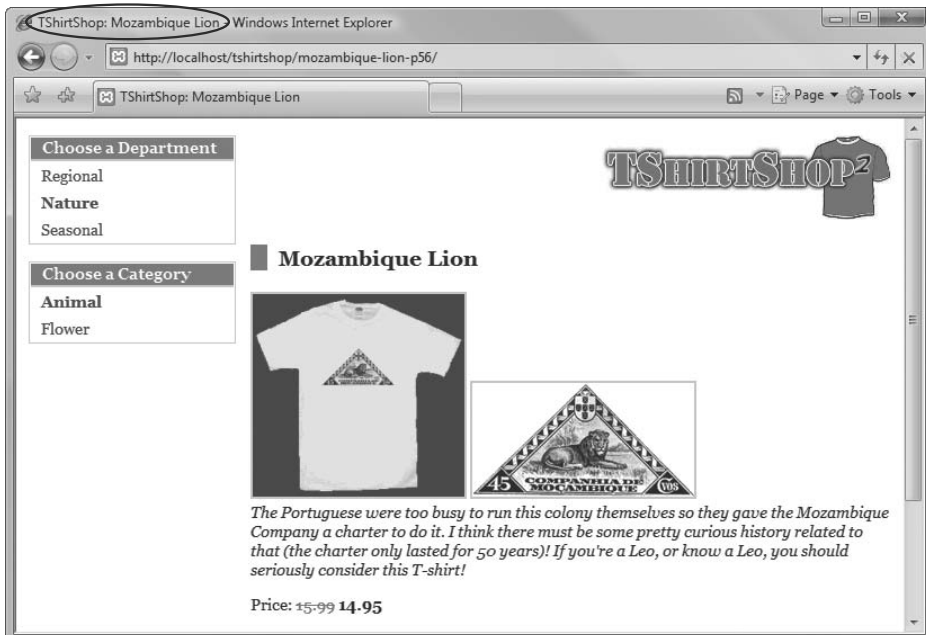 TShirtShop: Mozambique Lion - Windows Internet Explorer
http://localhost/tshirtshop/mozambique-lion-p56/
TShirtShop: Mozambique Lion
Page
Tools
TShirtShop2
Choose a Department
Regional
Nature
Seasonal
Choose a Category
Animal
Flower
Mozambique Lion
45 COMPANHIA DE MOÇAMBIQUE VOS
The Portuguese were too busy to run this colony themselves so they gave the Mozambique
Company a charter to do it. I think there must be some pretty curious history related to
that (the charter only lasted for 50 years)! If you're a Leo, or know a Leo, you should
seriously consider this T-shirt!
Price: 15.99 14.95